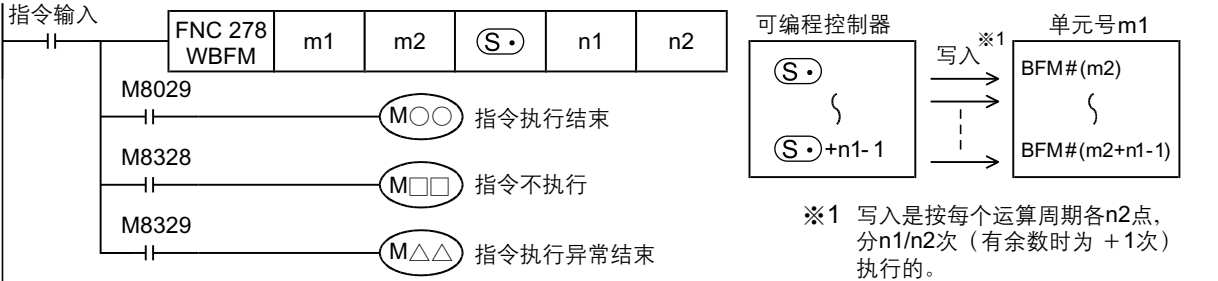 指令输入
FNC 278 WBFM m1 m2 (S·) n1 n2
M8029
M○○ 指令执行结束
M8328
M□□ 指令不执行
M8329
M△△ 指令执行异常结束
可编程控制器 单元号m1
写入※1
(S·) BFM#(m2)
(S·)+n1-1 BFM#(m2+n1-1)
※1 写入是按每个运算周期各n2点,
分n1/n2次（有余数时为 +1次）
执行的。